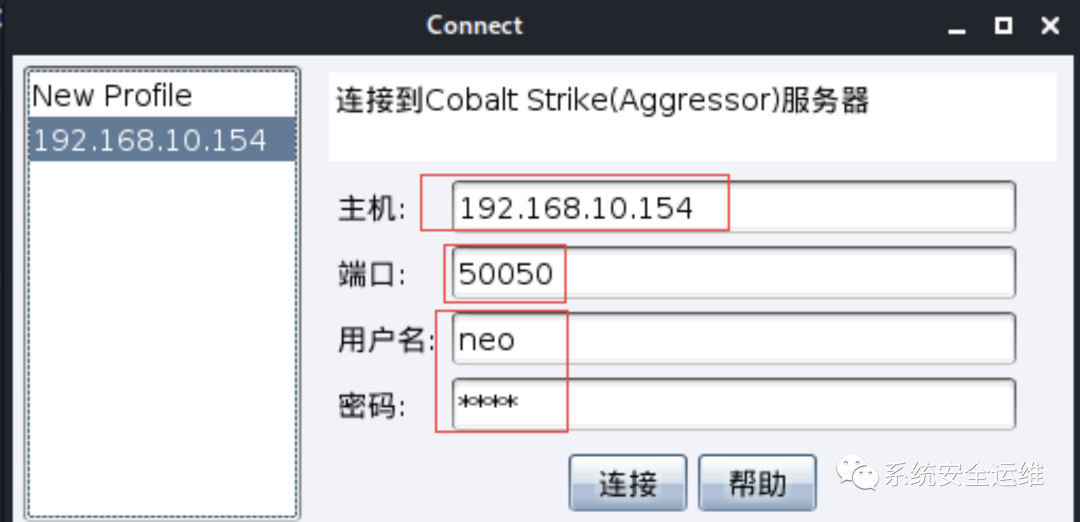 Connect
New Profile
192.168.10.154
连接到Cobalt Strike(Aggressor)服务器
主机: 192.168.10.154
端口: 50050
用户名: neo
密码: ****
连接 帮助
系统安全运维